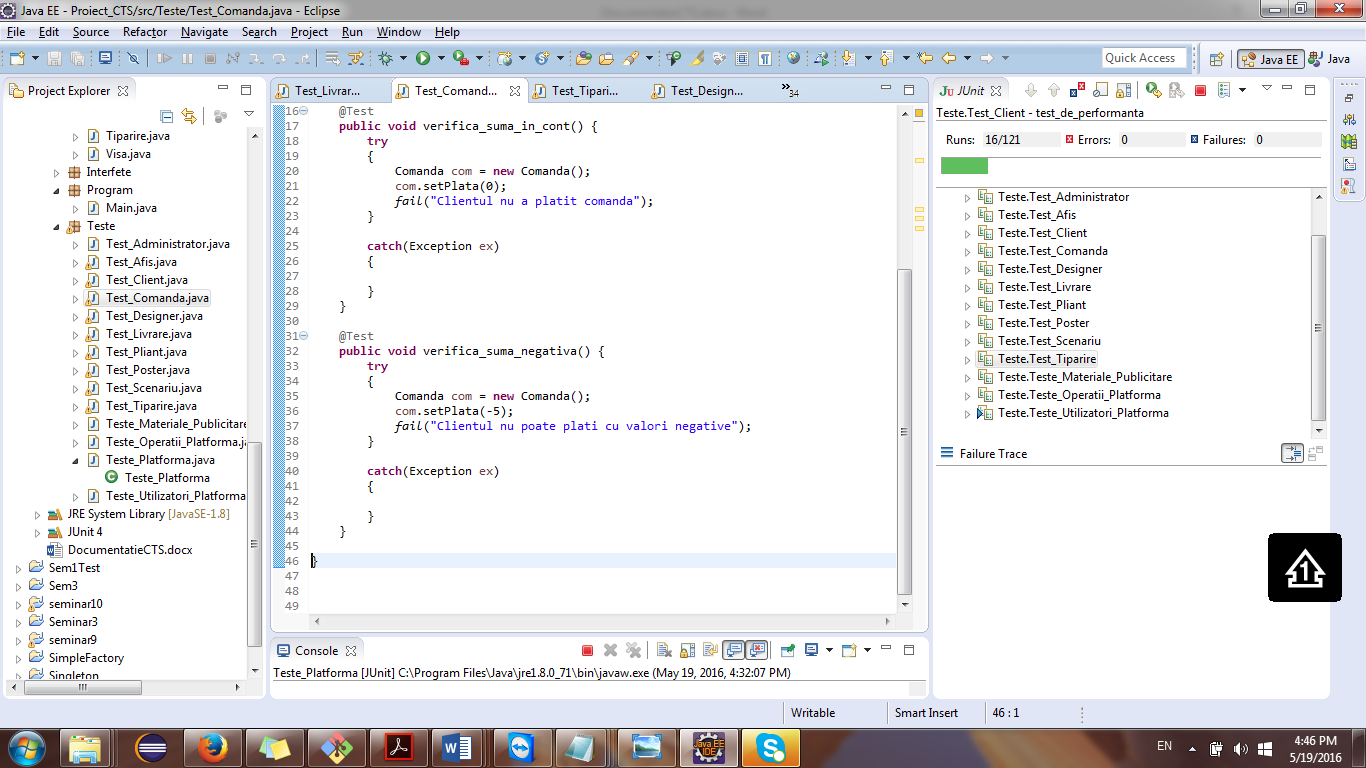 Java EE - Proiect_CTS/src/Teste/Test_Comanda.java - Eclipse
File Edit Source Refactor Navigate Search Project Run Window Help
Quick Access
Java EE
Java
Project Explorer
Tiparire.java
Visa.java
Interfete
Program
Main.java
Teste
Test_Administrator.java
Test_Afis.java
Test_Client.java
Test_Comanda.java
Test_Designer.java
Test_Livrare.java
Test_Pliant.java
Test_Poster.java
Test_Scenariu.java
Test_Tiparire.java
Teste_Materiale_Publicitare
Teste_Operatii_Platforma.ja
Teste_Platforma.java
Teste_Platforma
Teste_Utilizatori_Platforma
JRE System Library [JavaSE-1.8]
JUnit 4
DocumentatieCTS.docx
Sem1Test
Sem3
seminar10
Seminar3
seminar9
SimpleFactory
Singleton
Test_Livrar...
Test_Comand...
Test_Tipari...
Test_Design...
34
16 @Test
17 public void verifica_suma_in_cont() {
18 try
19 {
20 Comanda com = new Comanda();
21 com.setPlata(0);
22 fail("Clientul nu a platit comanda");
23 }
24
25 catch(Exception ex)
26 {
27
28 }
29 }
30
31 @Test
32 public void verifica_suma_negativa() {
33 try
34 {
35 Comanda com = new Comanda();
36 com.setPlata(-5);
37 fail("Clientul nu poate plati cu valori negative");
38 }
39
40 catch(Exception ex)
41 {
42
43 }
44 }
45
46 }
47
48
49
Console
Teste_Platforma [JUnit] C:\Program Files\Java\jre1.8.0_71\bin\javaw.exe (May 19, 2016, 4:32:07 PM)
JUnit
Teste.Test_Client - test_de_performanta
Runs: 16/121 Errors: 0 Failures: 0
Teste.Test_Administrator
Teste.Test_Afis
Teste.Test_Client
Teste.Test_Comanda
Teste.Test_Designer
Teste.Test_Livrare
Teste.Test_Pliant
Teste.Test_Poster
Teste.Test_Scenariu
Teste.Test_Tiparire
Teste.Teste_Materiale_Publicitare
Teste.Teste_Operatii_Platforma
Teste.Teste_Utilizatori_Platforma
Failure Trace
1
Writable
Smart Insert
46 : 1
Java EE
IDE
EN
4:46 PM
5/19/2016